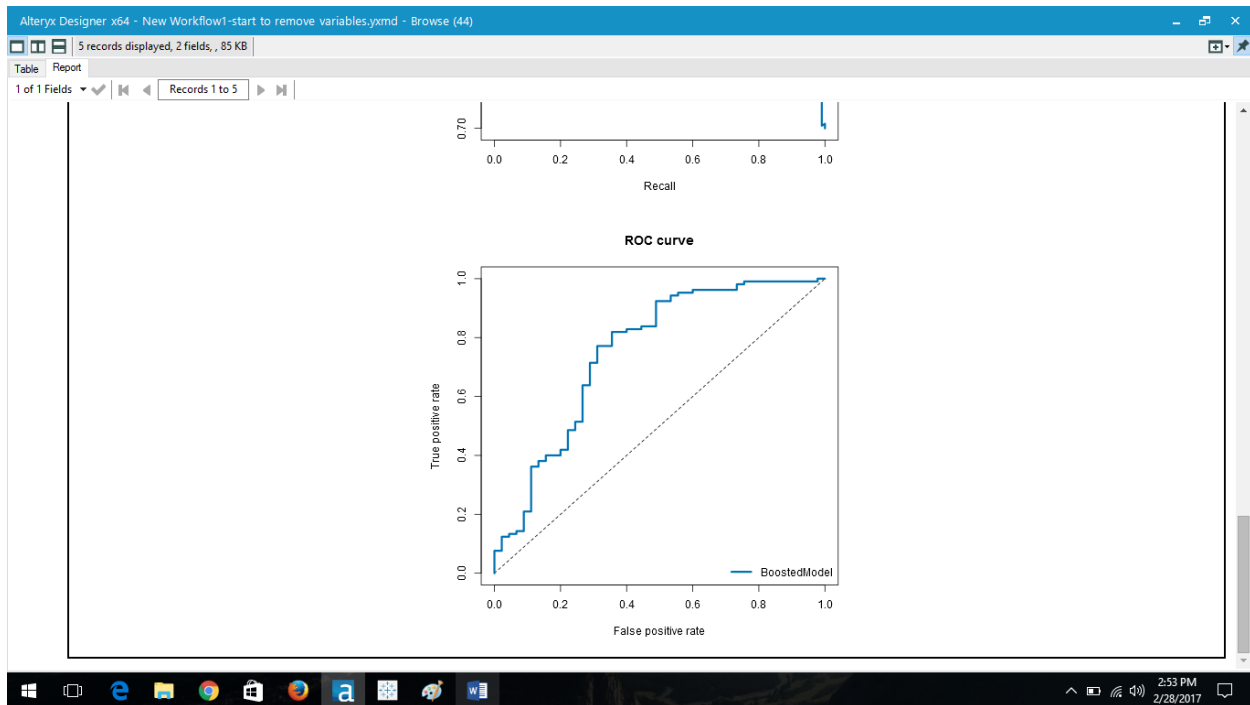 Alteryx Designer x64 - New Workflow1-start to remove variables.yxmd - Browse (44)
5 records displayed, 2 fields, , 85 KB
Table Report
1 of 1 Fields Records 1 to 5
0.70
0.0 0.2 0.4 0.6 0.8 1.0
Recall
ROC curve
1.0
0.8
0.6
True positive rate
0.4
0.2
0.0
BoostedModel
0.0 0.2 0.4 0.6 0.8 1.0
False positive rate
2:53 PM
2/28/2017